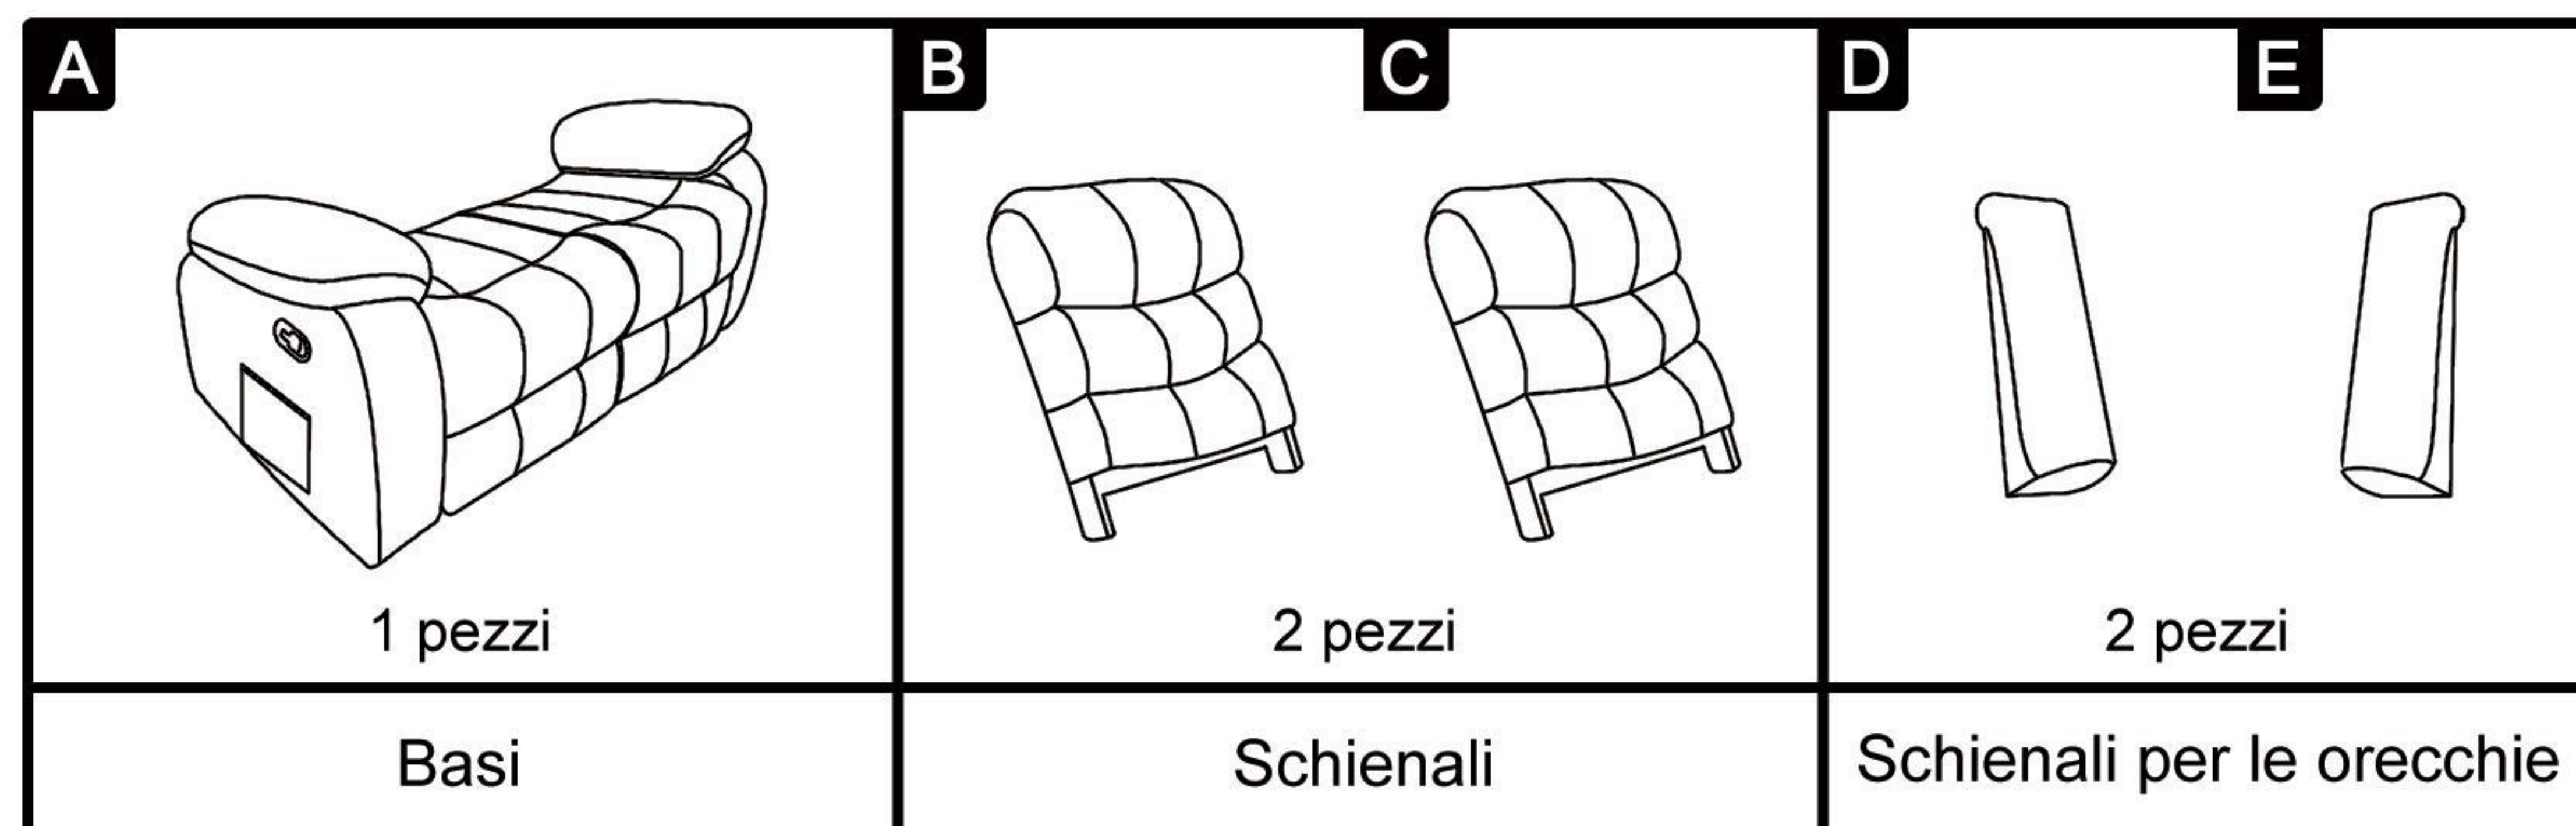 A
B
C
D
E
1 pezzi
2 pezzi
2 pezzi
Basi
Schienali
Schienali per le orecchie